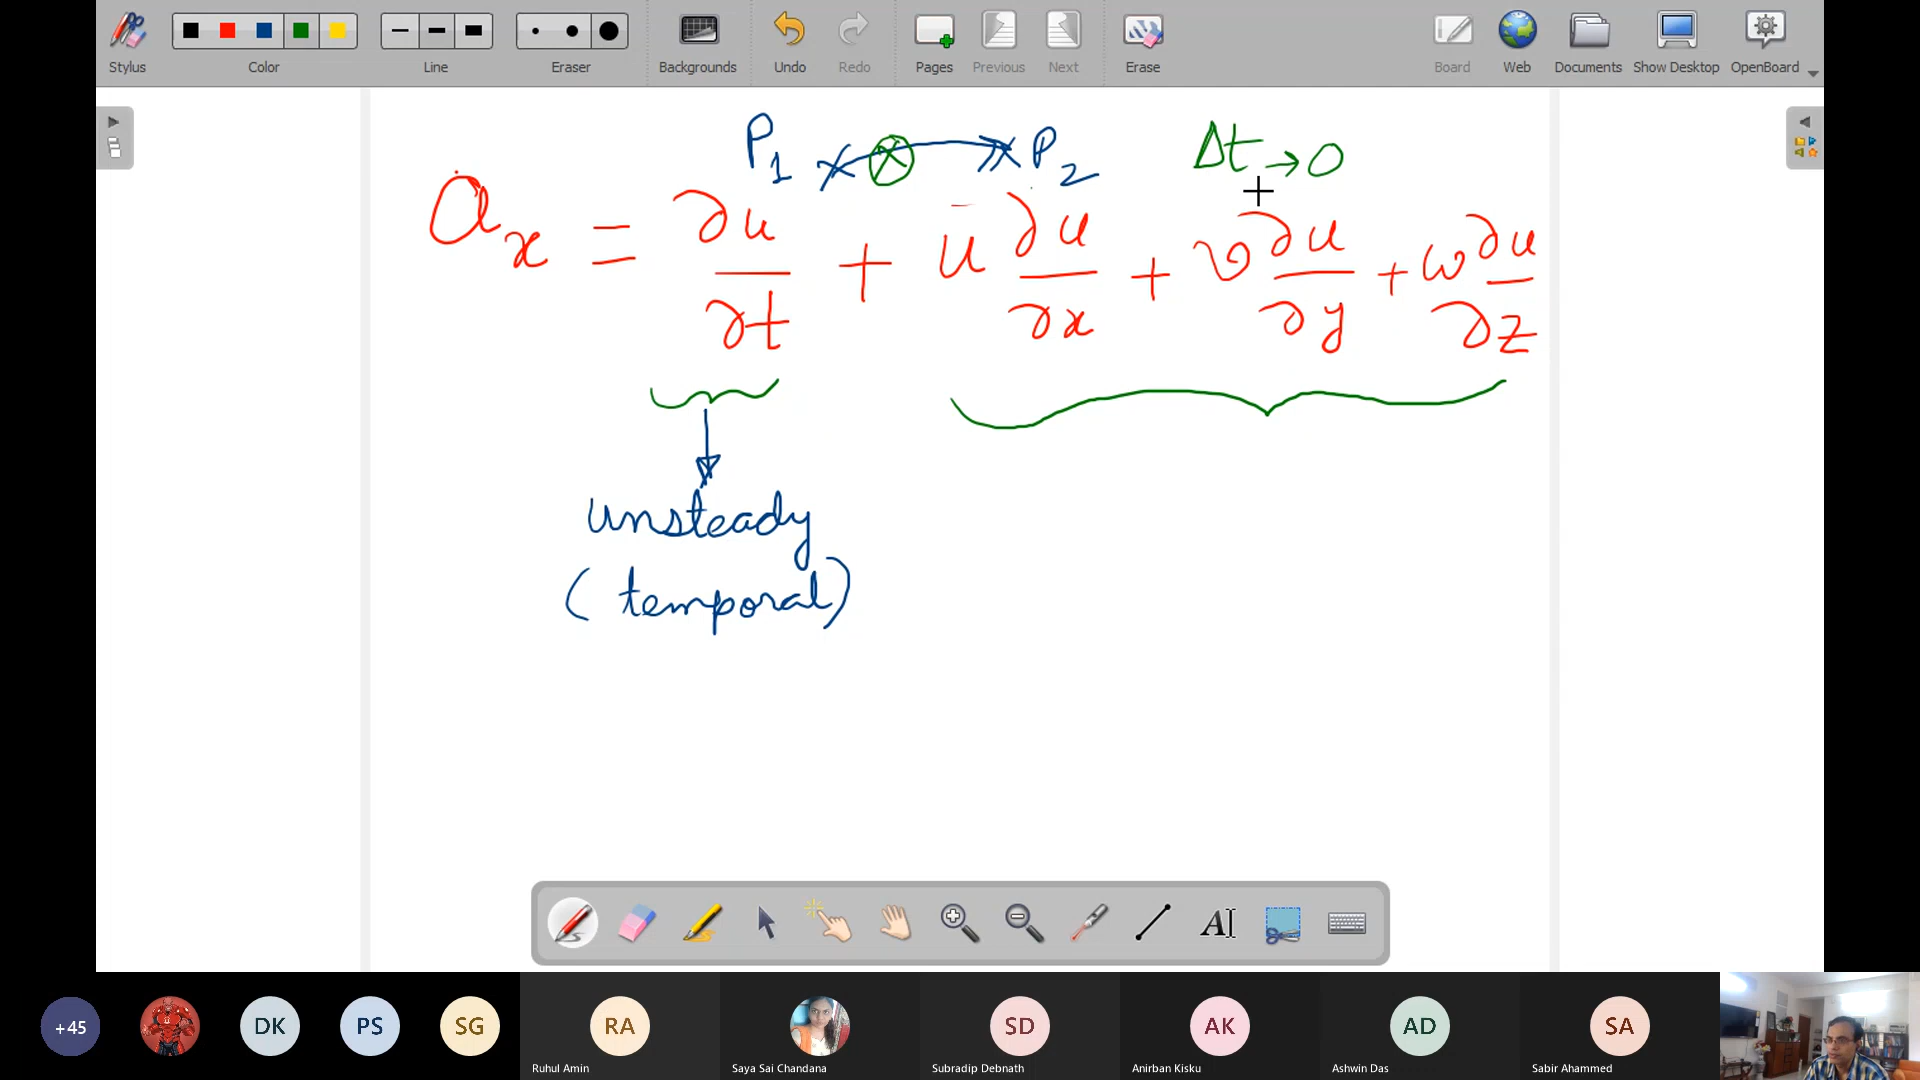 Stylus Color Line Eraser Backgrounds Undo Redo Pages Previous Next Erase Board Web Documents Show Desktop OpenBoard
P₁ P₂ Δt → 0
aₓ = ∂u/∂t + u ∂u/∂x + v ∂u/∂y + w ∂u/∂z
unsteady
(temporal)
AI
+45 DK PS SG RA SD AK AD SA
Ruhul Amin Saya Sai Chandana Subradip Debnath Anirban Kisku Ashwin Das Sabir Ahammed